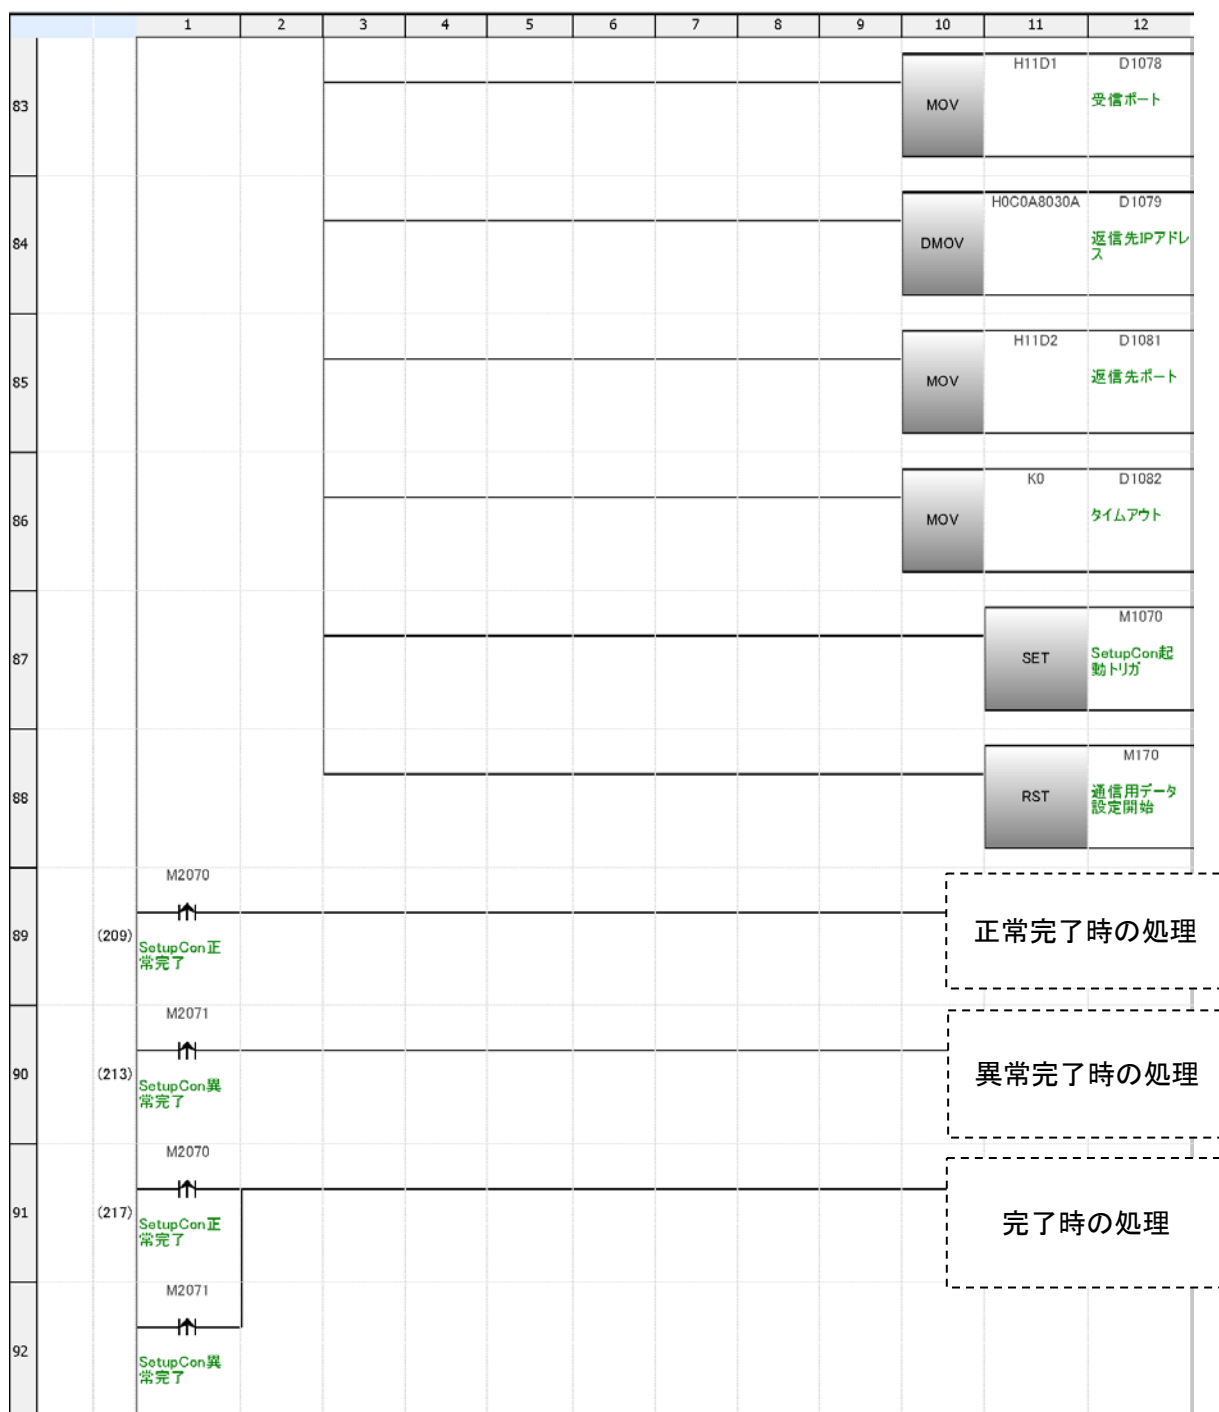 1 2 3 4 5 6 7 8 9 10 11 12
83
MOV
H11D1 D1078
受信ポート
84
DMOV
H0C0A8030A D1079
返信先IPアドレ
ス
85
MOV
H11D2 D1081
返信先ポート
86
MOV
K0 D1082
タイムアウト
87
SET
M1070
SetupCon起
動トリガ
88
RST
M170
通信用データ
設定開始
89
(209)
M2070
SetupCon正
常完了
正常完了時の処理
90
(213)
M2071
SetupCon異
常完了
異常完了時の処理
91
(217)
M2070
SetupCon正
常完了
完了時の処理
92
M2071
SetupCon異
常完了